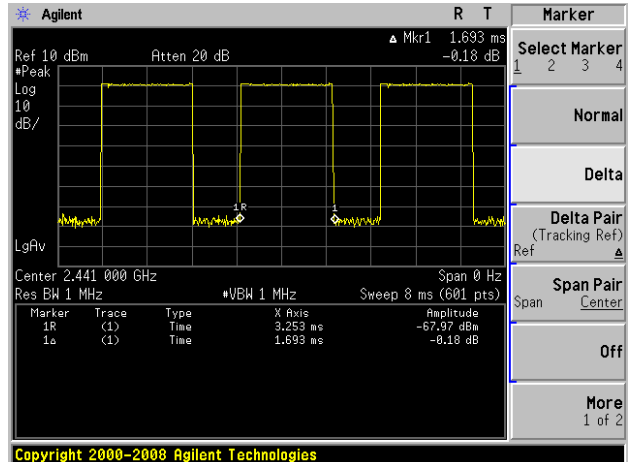 Agilent R T Marker
Δ Mkr1 1.693 ms
Ref 10 dBm Atten 20 dB -0.18 dB
#Peak
Log
10
dB/
1R 1
LgAv
Center 2.441 000 GHz Span 0 Hz
Res BW 1 MHz #VBW 1 MHz Sweep 8 ms (601 pts)
Marker Trace Type X Axis Amplitude
1R (1) Time 3.253 ms -67.97 dBm
1Δ (1) Time 1.693 ms -0.18 dB
Select Marker
1 2 3 4
Normal
Delta
Delta Pair
(Tracking Ref)
Ref Δ
Span Pair
Span Center
Off
More
1 of 2
Copyright 2000-2008 Agilent Technologies